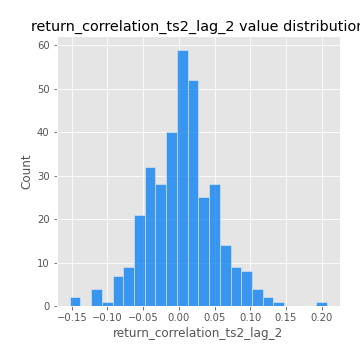 return_correlation_ts2_lag_2 value distribution
60
50
40
30
20
10
0
Count
−0.15 −0.10 −0.05 0.00 0.05 0.10 0.15 0.20
return_correlation_ts2_lag_2